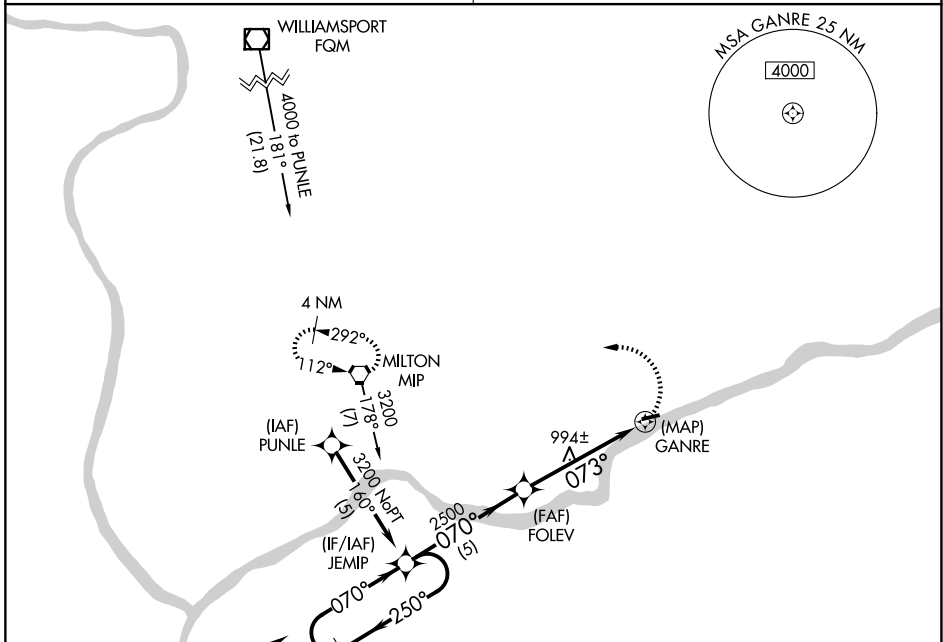 WILLIAMSPORT
FQM
4000 to PUNLE
181°
(21.8)
MSA GANRE 25 NM
4000
4 NM
292°
112°
MILTON
MIP
3200
178°
(7)
(IAF)
PUNLE
3200 NoPT
160°
(5)
(IF/IAF)
JEMIP
2500
070°
(5)
(FAF)
FOLEV
994±
073°
(MAP)
GANRE
070°
250°